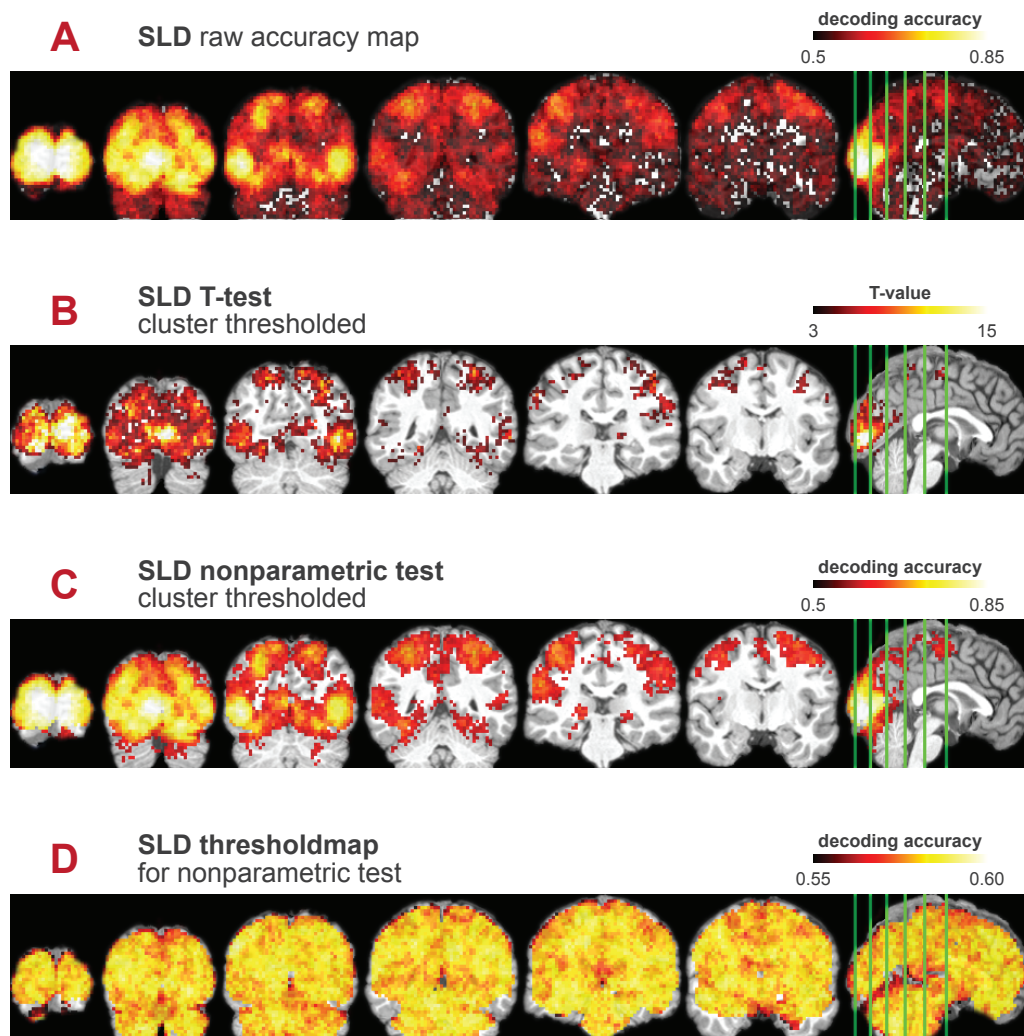 A
SLD raw accuracy map
decoding accuracy
0.5 0.85
B
SLD T-test
cluster thresholded
T-value
3 15
C
SLD nonparametric test
cluster thresholded
decoding accuracy
0.5 0.85
D
SLD thresholdmap
for nonparametric test
decoding accuracy
0.55 0.60